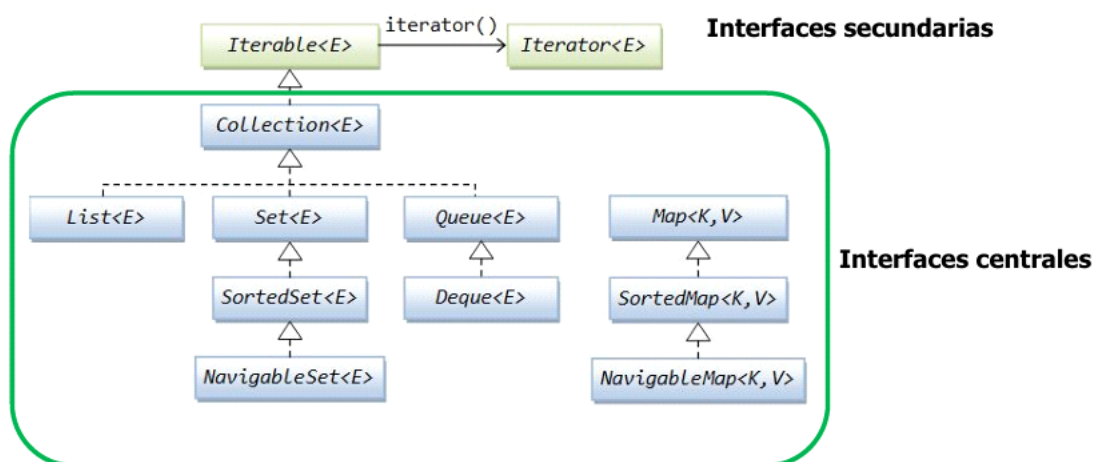 Iterable<E>
iterator()
Iterator<E>
Interfaces secundarias
Collection<E>
List<E>
Set<E>
Queue<E>
Map<K,V>
Interfaces centrales
SortedSet<E>
Deque<E>
SortedMap<K,V>
NavigableSet<E>
NavigableMap<K,V>